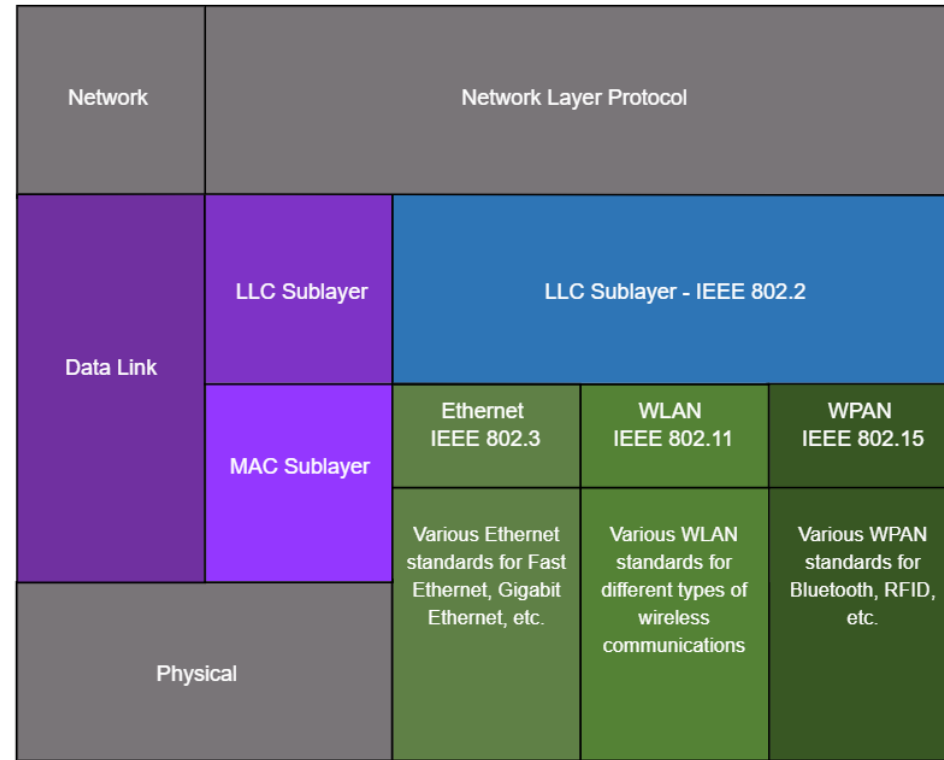 Network
Network Layer Protocol
LLC Sublayer
LLC Sublayer - IEEE 802.2
Data Link
MAC Sublayer
Ethernet
IEEE 802.3
WLAN
IEEE 802.11
WPAN
IEEE 802.15
Various Ethernet
standards for Fast
Ethernet, Gigabit
Ethernet, etc.
Various WLAN
standards for
different types of
wireless
communications
Various WPAN
standards for
Bluetooth, RFID,
etc.
Physical